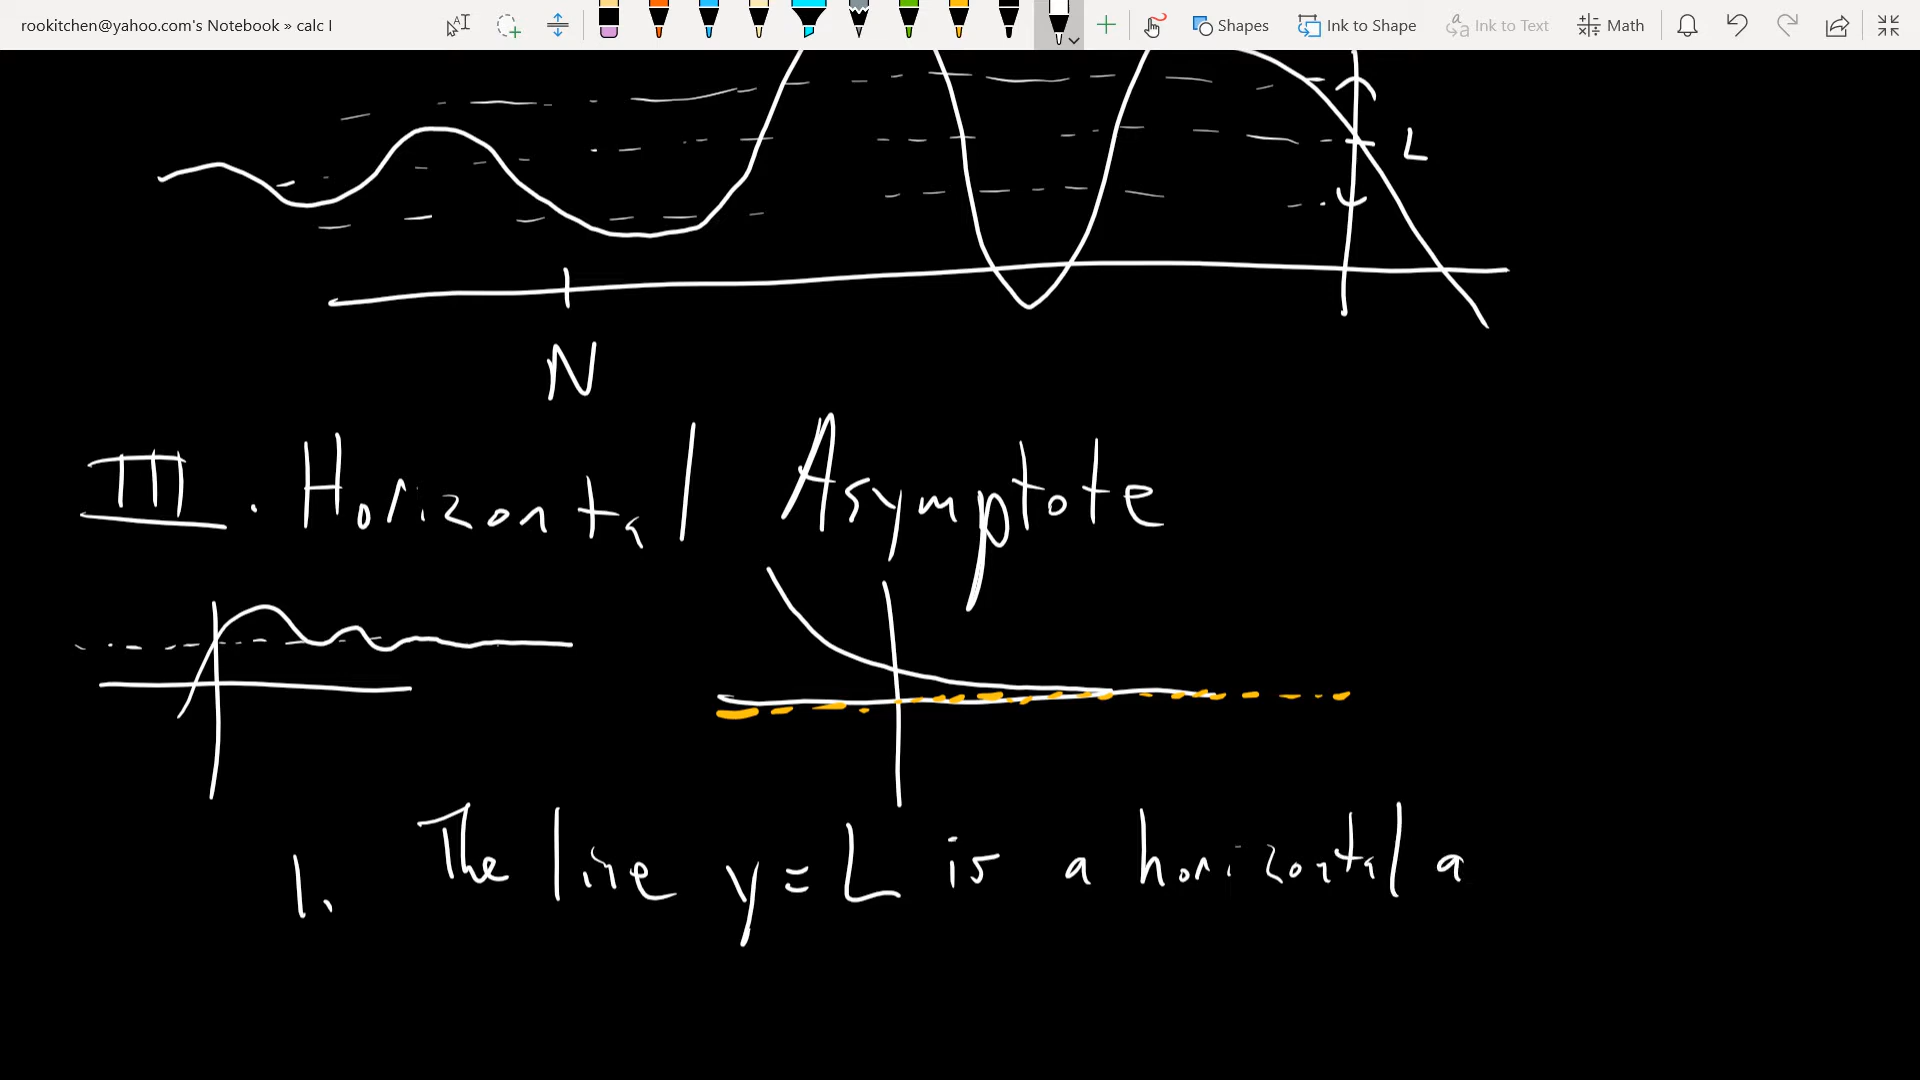 rookitchen@yahoo.com's Notebook » calc I
Shapes
Ink to Shape
Ink to Text
Math
L
N
III. Horizontal Asymptote
1. The line y = L is a horizontal a